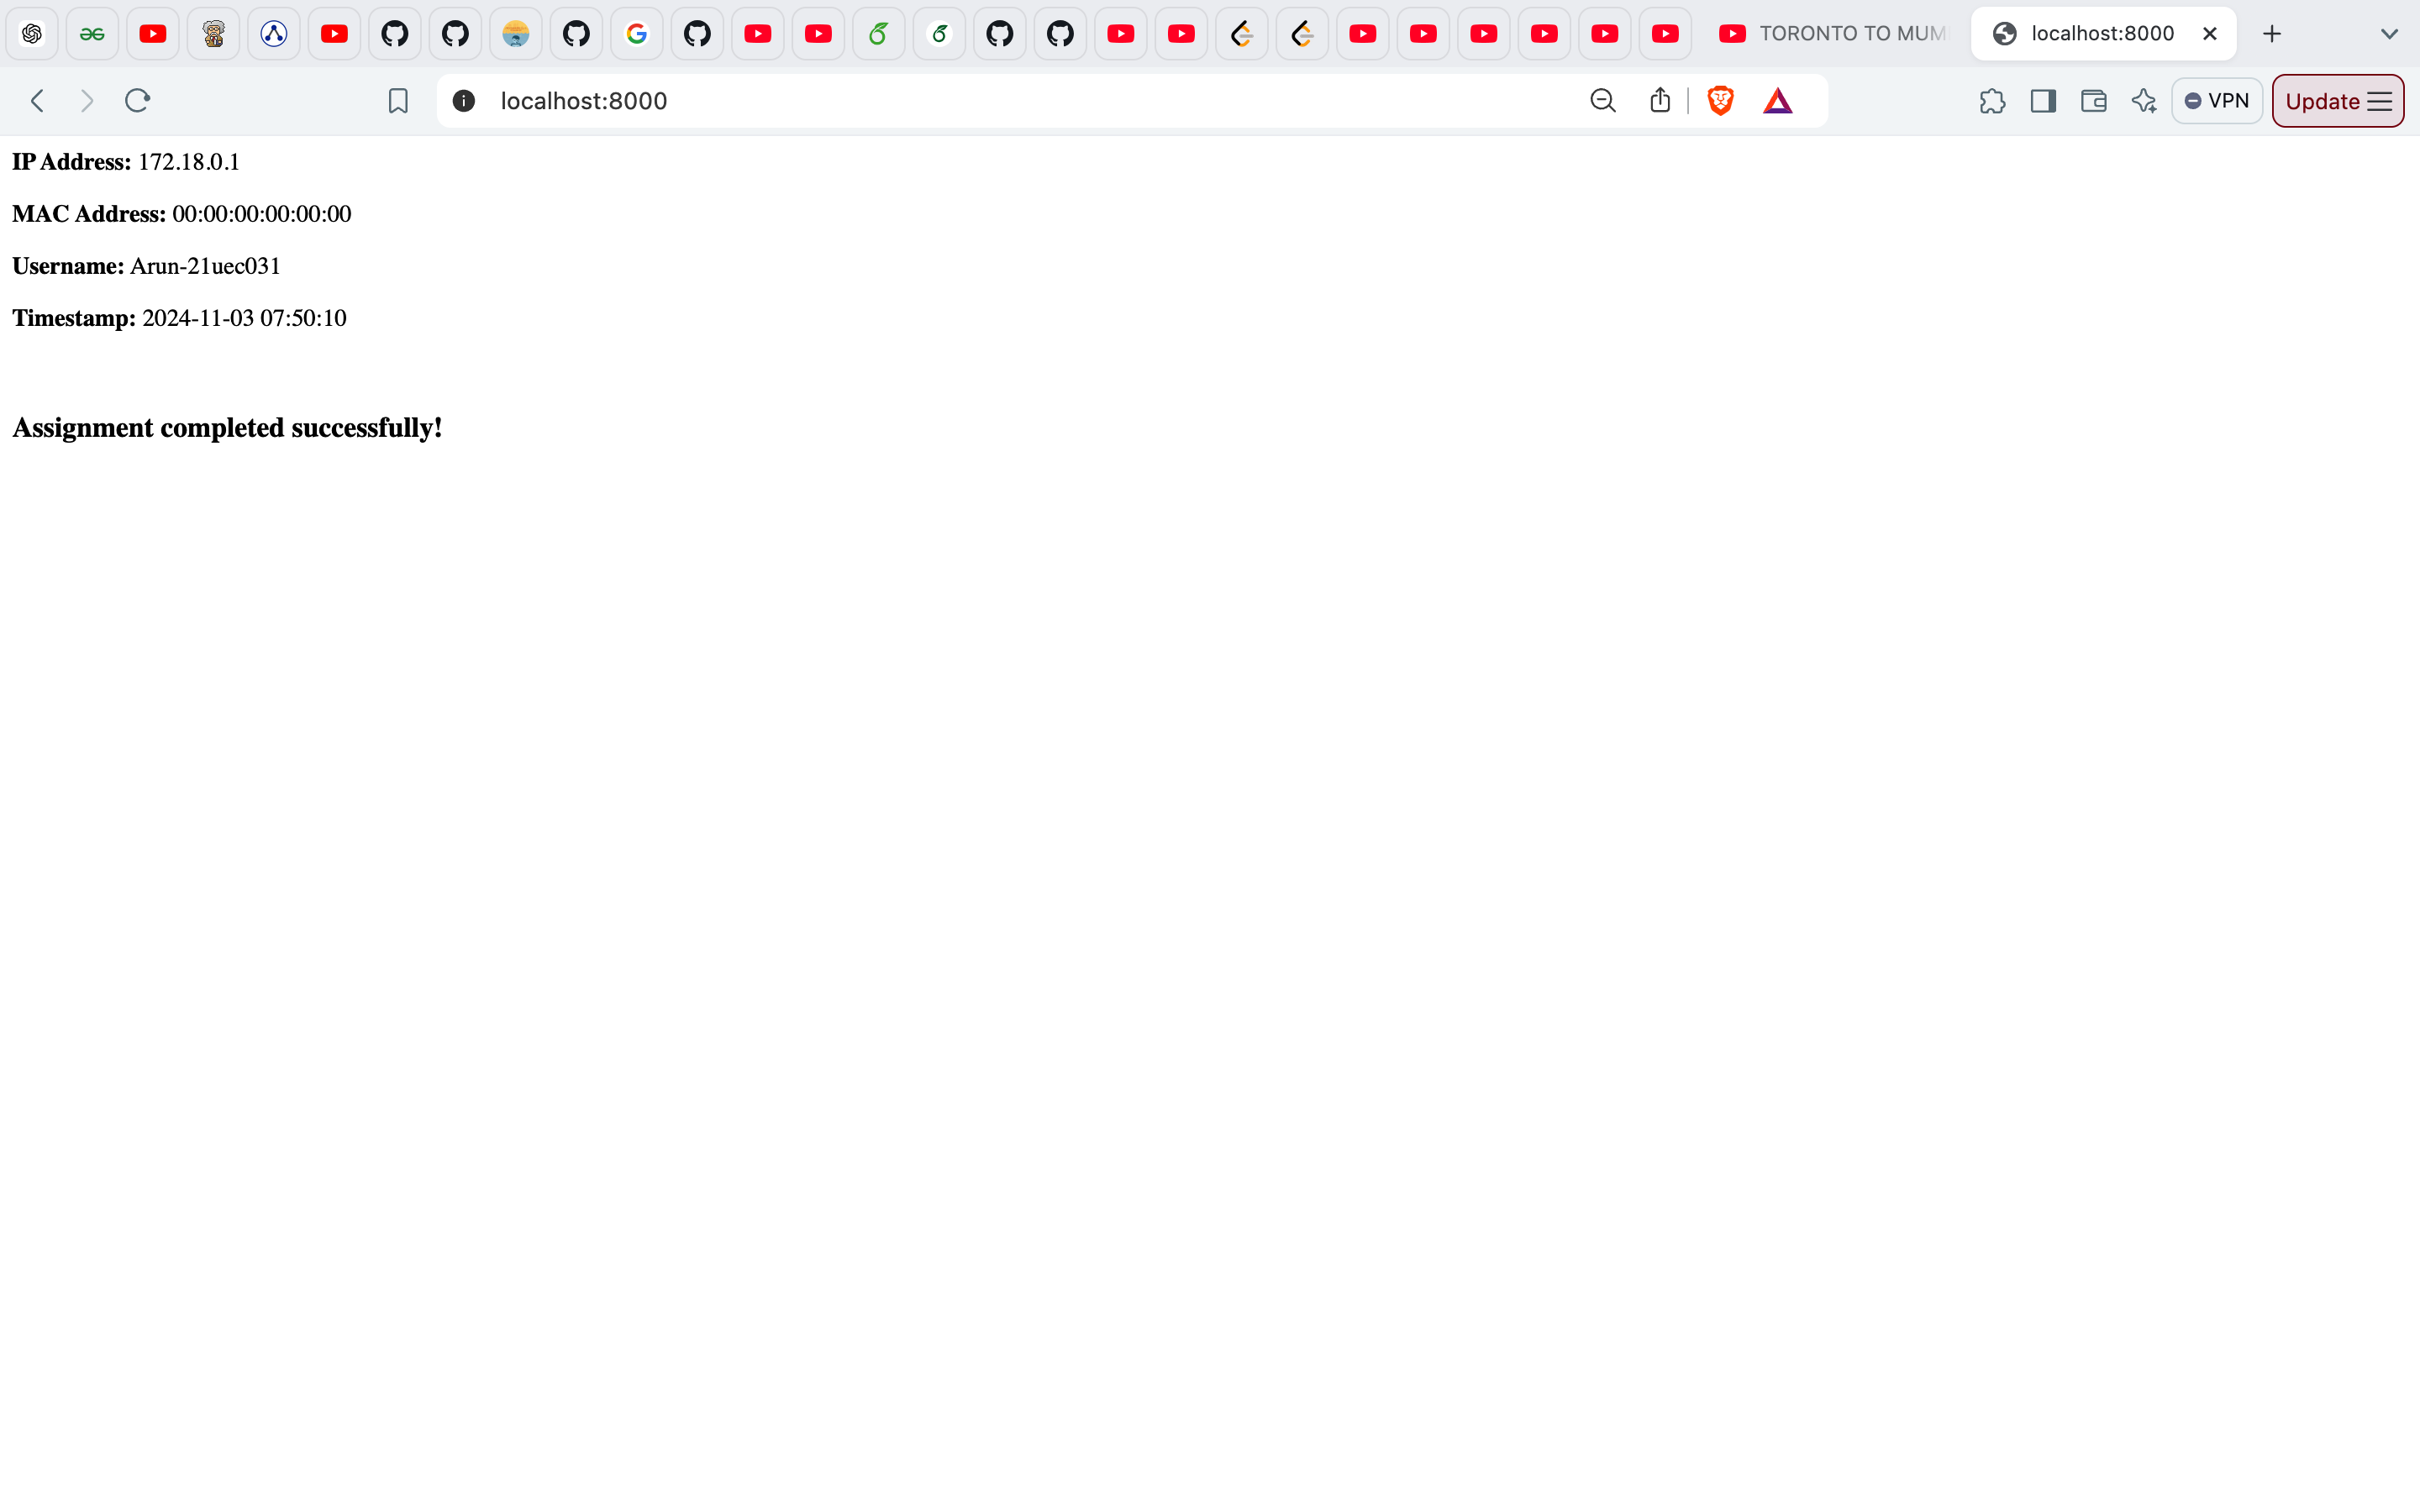 TORONTO TO MUM
localhost:8000
localhost:8000
VPN
Update
IP Address: 172.18.0.1
MAC Address: 00:00:00:00:00:00
Username: Arun-21uec031
Timestamp: 2024-11-03 07:50:10
Assignment completed successfully!